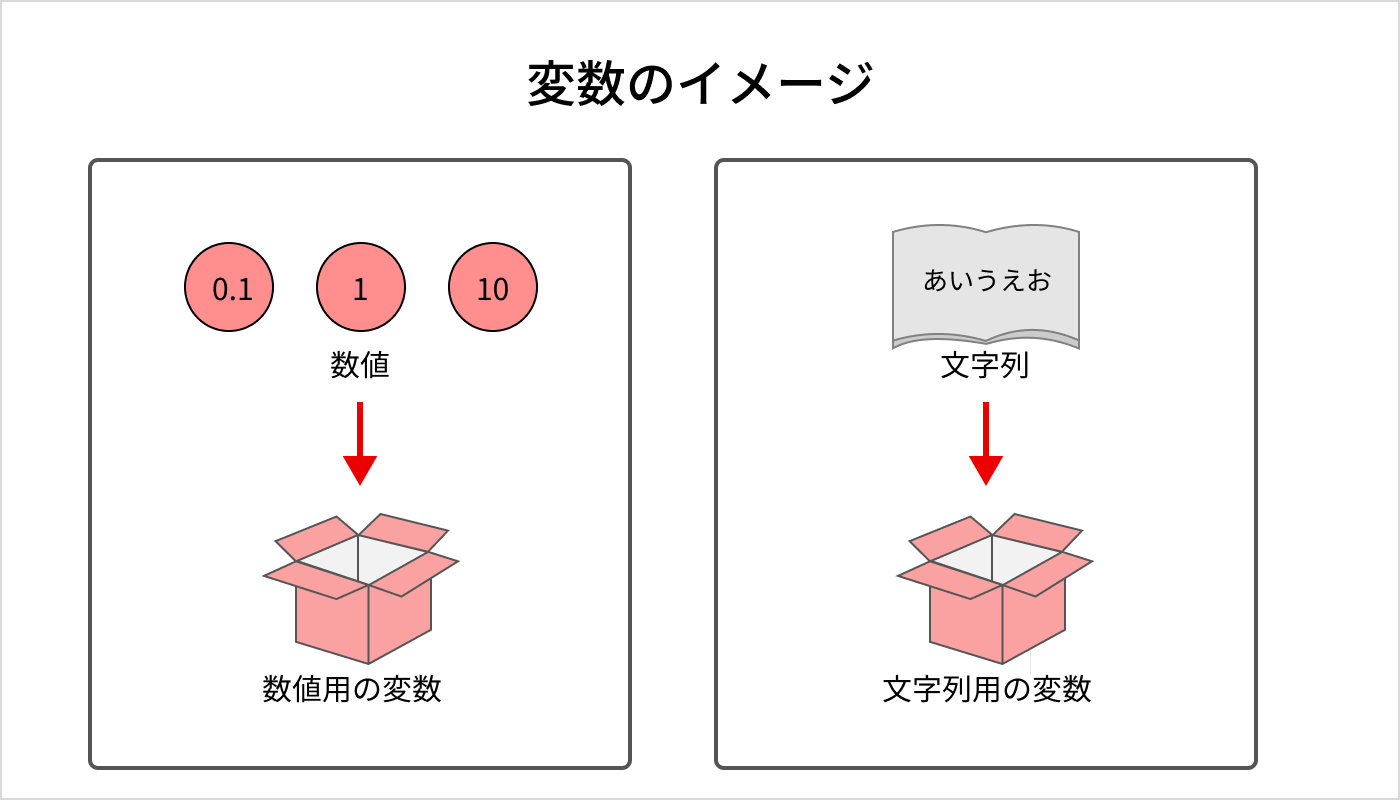 変数のイメージ
0.1
1
10
数値
数値用の変数
あいうえお
文字列
文字列用の変数